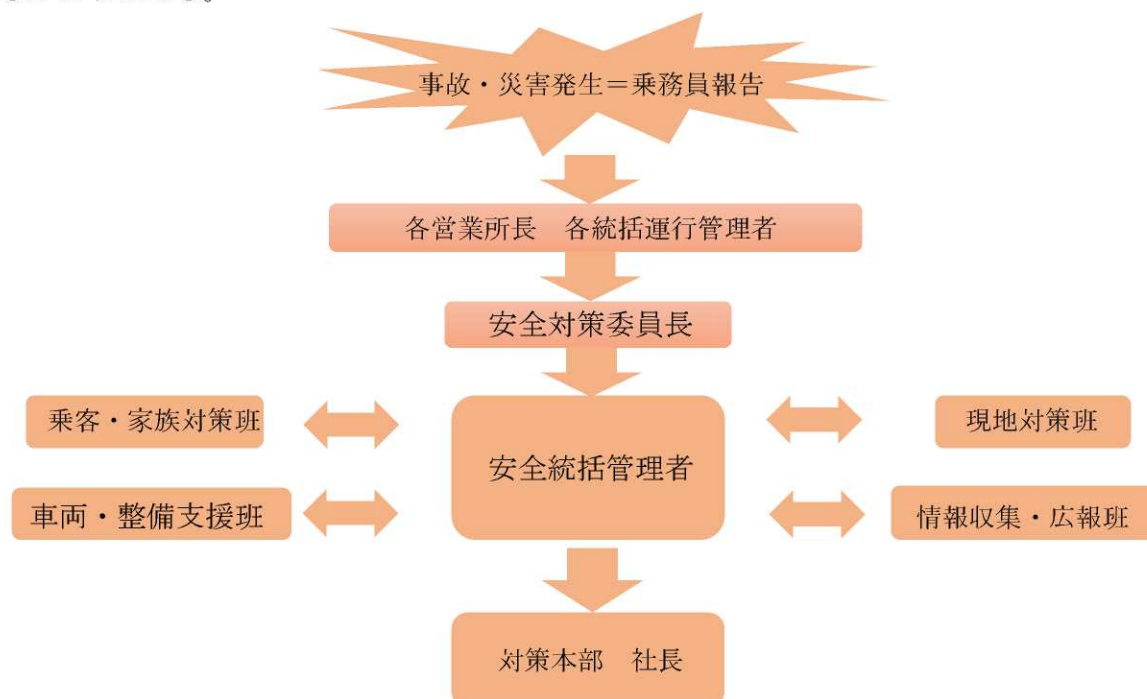 事故・災害発生＝乗務員報告
各営業所長　各統括運行管理者
安全対策委員長
乗客・家族対策班
現地対策班
安全統括管理者
車両・整備支援班
情報収集・広報班
対策本部　社長